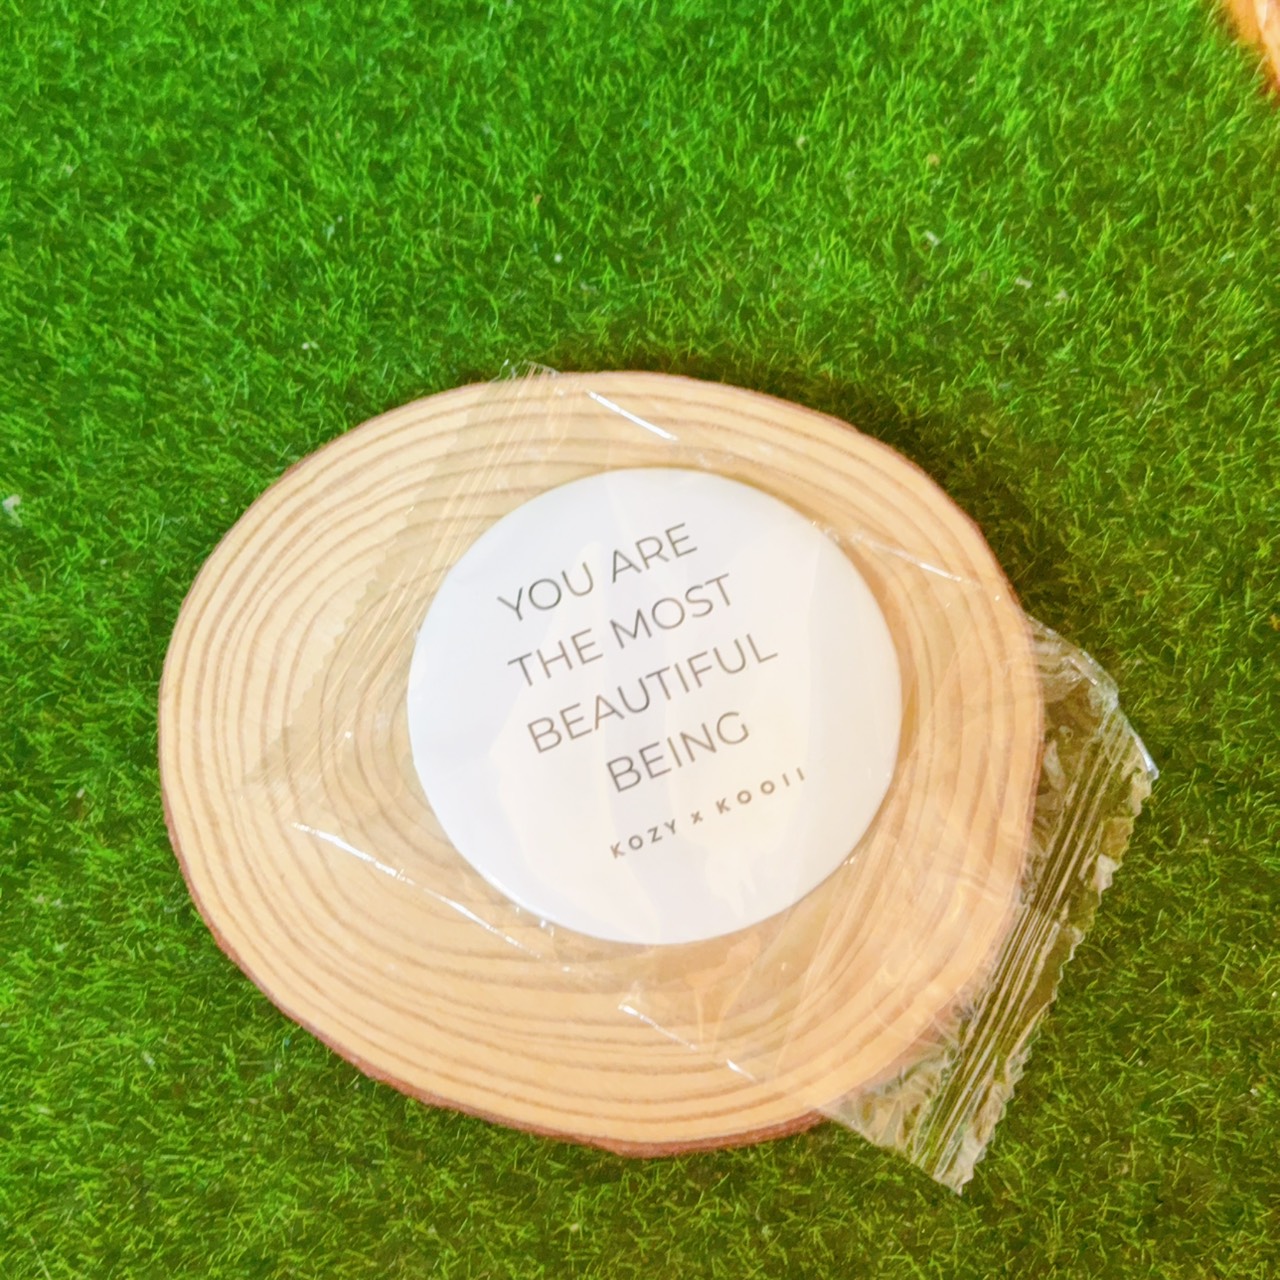 YOU ARE
THE MOST
BEAUTIFUL
BEING
KOZY x KOOII